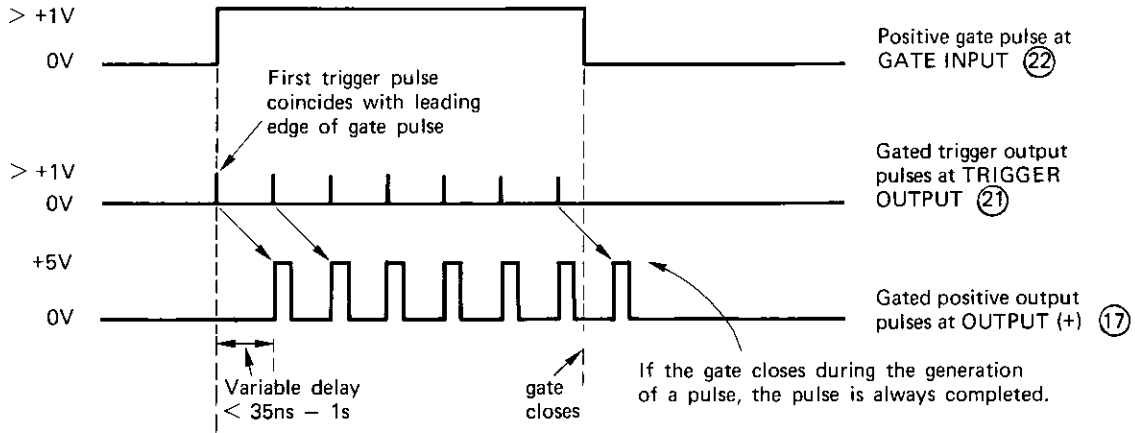 > +1V
0V
Positive gate pulse at
GATE INPUT 22
First trigger pulse
coincides with leading
edge of gate pulse
> +1V
0V
Gated trigger output
pulses at TRIGGER
OUTPUT 21
+5V
0V
Gated positive output
pulses at OUTPUT (+) 17
Variable delay
< 35ns – 1s
gate
closes
If the gate closes during the generation
of a pulse, the pulse is always completed.